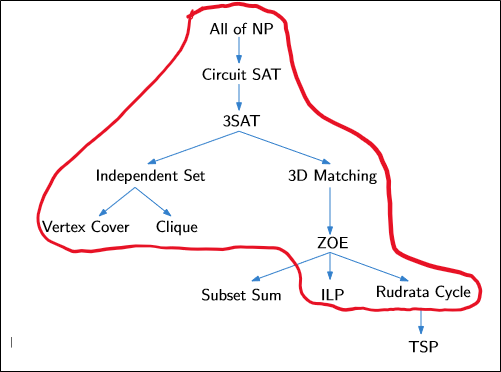 All of NP
Circuit SAT
3SAT
Independent Set 3D Matching
Vertex Cover Clique
ZOE
Subset Sum ILP Rudrata Cycle
TSP